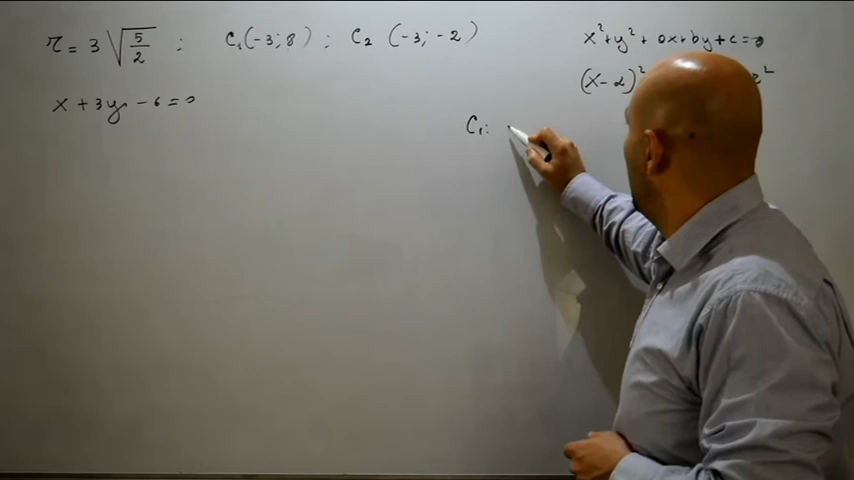 r = 3 √(5/2) ; C₁(-3; 8) ; C₂ (-3; -2)
x + 3y - 6 = 0
x² + y² + ax + by + c = 0
(x - α)²
C₁: